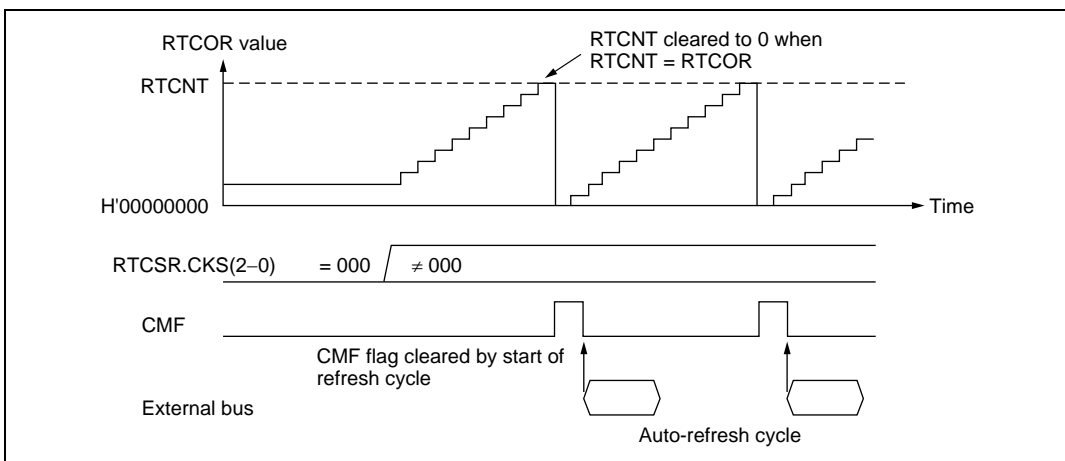 RTCOR value
RTCNT cleared to 0 when
RTCNT = RTCOR
RTCNT
H'00000000
Time
RTCSR.CKS(2–0) = 000 ≠ 000
CMF
CMF flag cleared by start of
refresh cycle
External bus
Auto-refresh cycle